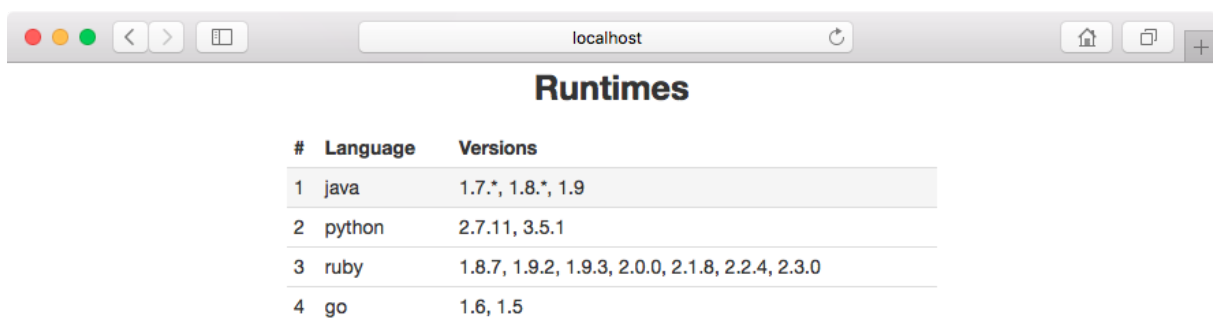 localhost
Runtimes
# Language Versions
1 java 1.7.*, 1.8.*, 1.9
2 python 2.7.11, 3.5.1
3 ruby 1.8.7, 1.9.2, 1.9.3, 2.0.0, 2.1.8, 2.2.4, 2.3.0
4 go 1.6, 1.5